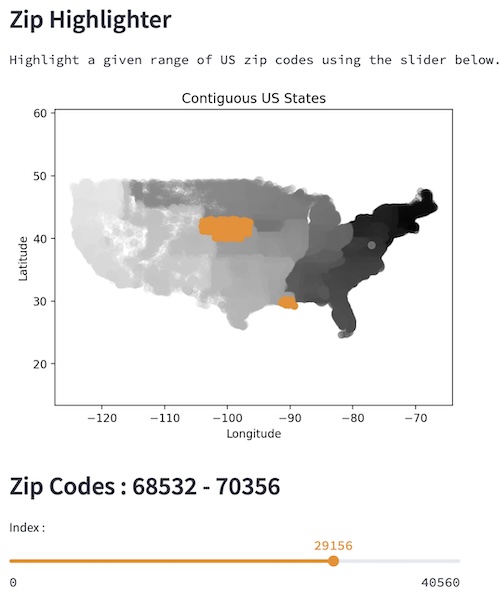 Zip Highlighter
Highlight a given range of US zip codes using the slider below.
Contiguous US States
60
50
40
30
20
Latitude
−120 −110 −100 −90 −80 −70
Longitude
Zip Codes : 68532 - 70356
Index :
29156
0 40560